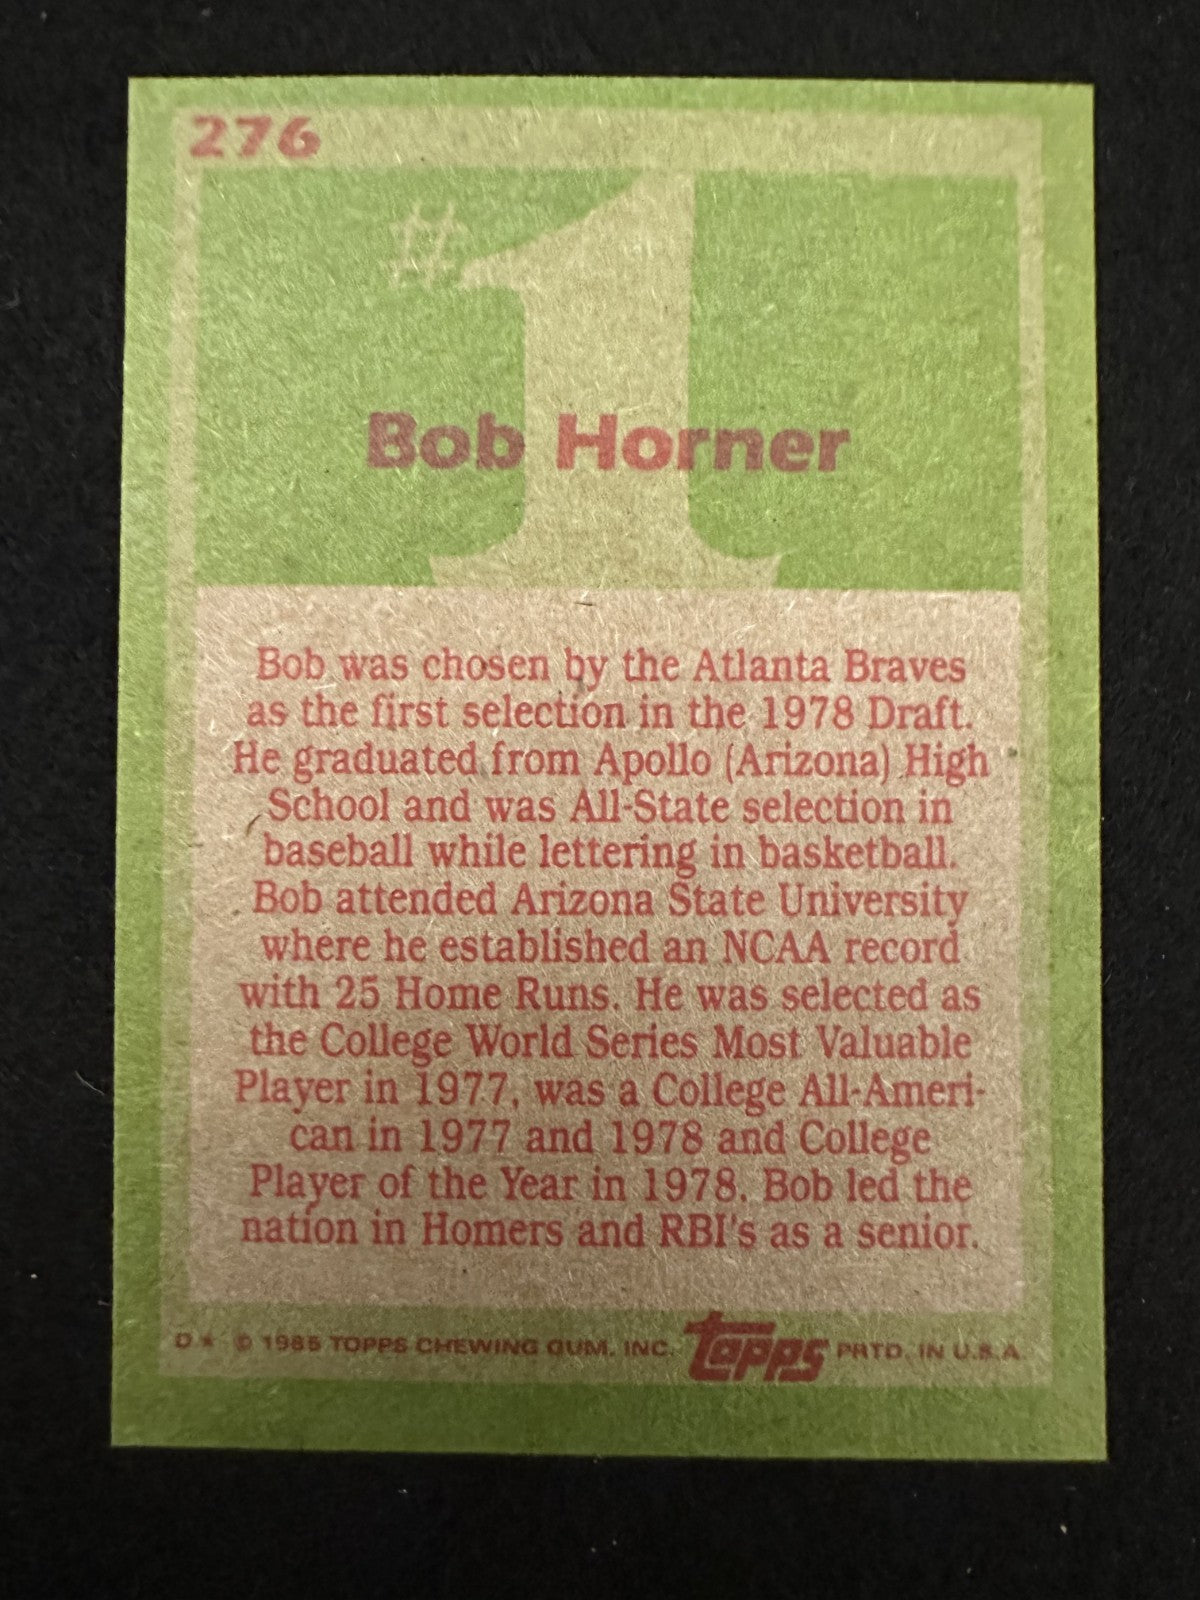 276
#1
Bob Horner
Bob was chosen by the Atlanta Braves
as the first selection in the 1978 Draft.
He graduated from Apollo (Arizona) High
School and was All-State selection in
baseball while lettering in basketball.
Bob attended Arizona State University
where he established an NCAA record
with 25 Home Runs. He was selected as
the College World Series Most Valuable
Player in 1977, was a College All-Ameri-
can in 1977 and 1978 and College
Player of the Year in 1978. Bob led the
nation in Homers and RBI's as a senior.
D★ © 1985 TOPPS CHEWING GUM, INC. topps PRTD. IN U.S.A.